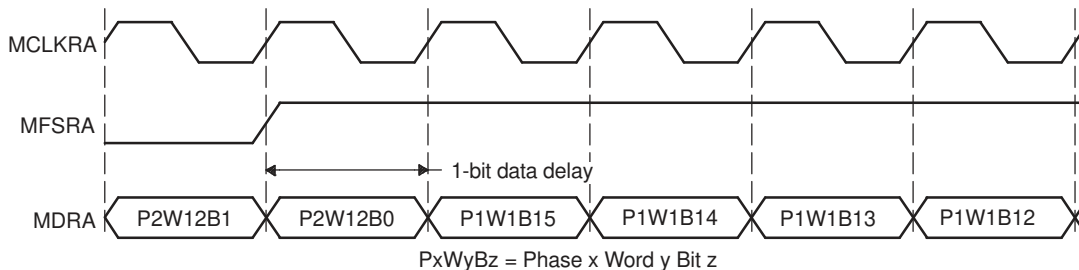 MCLKRA
MFSRA
1-bit data delay
MDRA
P2W12B1
P2W12B0
P1W1B15
P1W1B14
P1W1B13
P1W1B12
PxWyBz = Phase x Word y Bit z